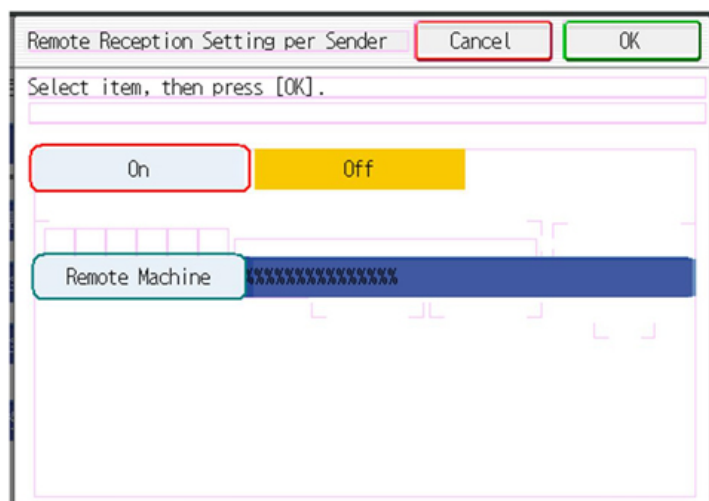 Remote Reception Setting per Sender Cancel OK
Select item, then press [OK].
On Off
Remote Machine %%%%%%%%%%%%%%%